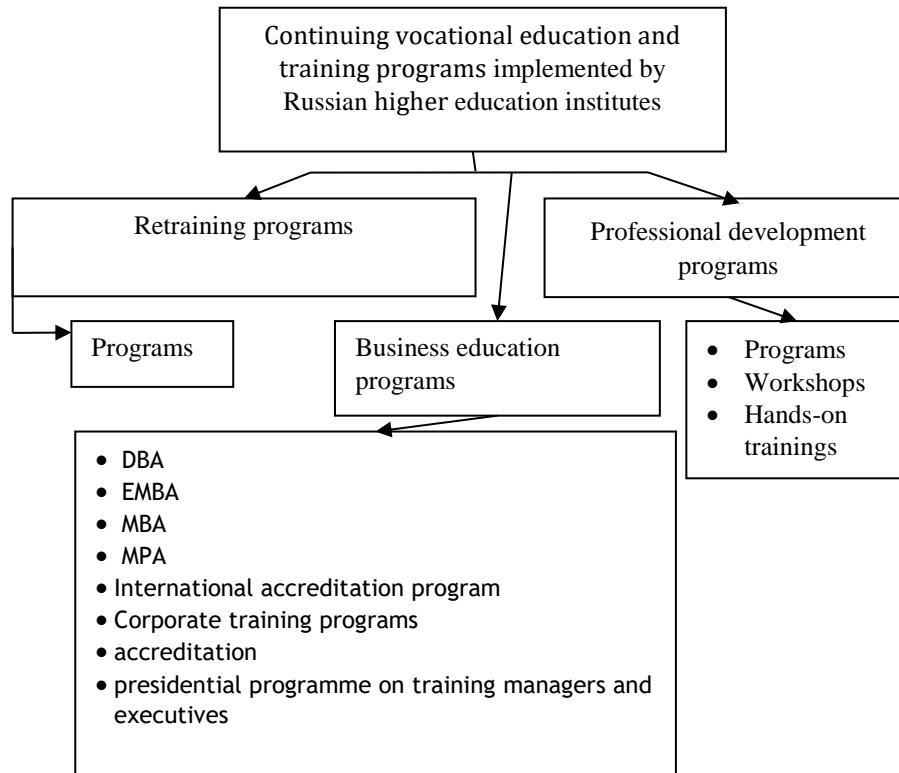 Continuing vocational education and
training programs implemented by
Russian higher education institutes
Retraining programs
Professional development
programs
Programs
Business education
programs
• Programs
• Workshops
• Hands-on
trainings
• DBA
• EMBA
• MBA
• MPA
• International accreditation program
• Corporate training programs
• accreditation
• presidential programme on training managers and
executives